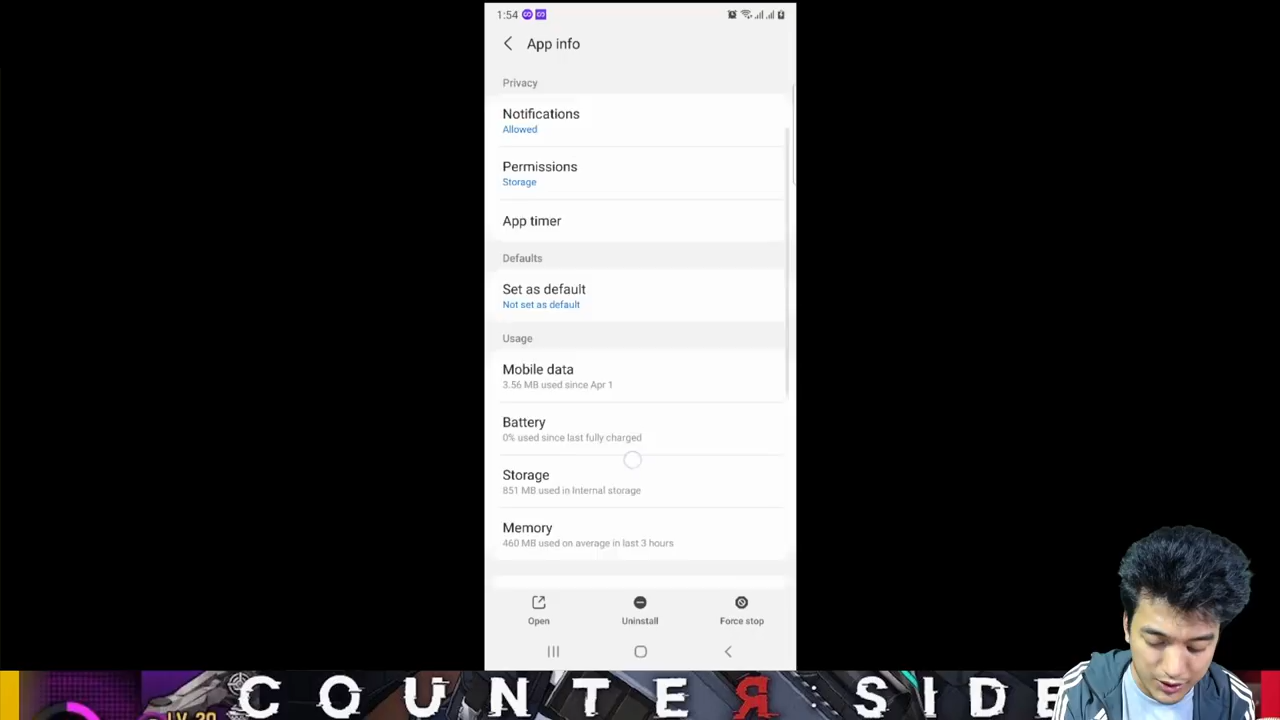 1:54
App info
Privacy
Notifications
Allowed
Permissions
Storage
App timer
Defaults
Set as default
Not set as default
Usage
Mobile data
3.56 MB used since Apr 1
Battery
0% used since last fully charged
Storage
851 MB used in Internal storage
Memory
460 MB used on average in last 3 hours
Open
Uninstall
Force stop
COUNTER:SIDE
LV.20